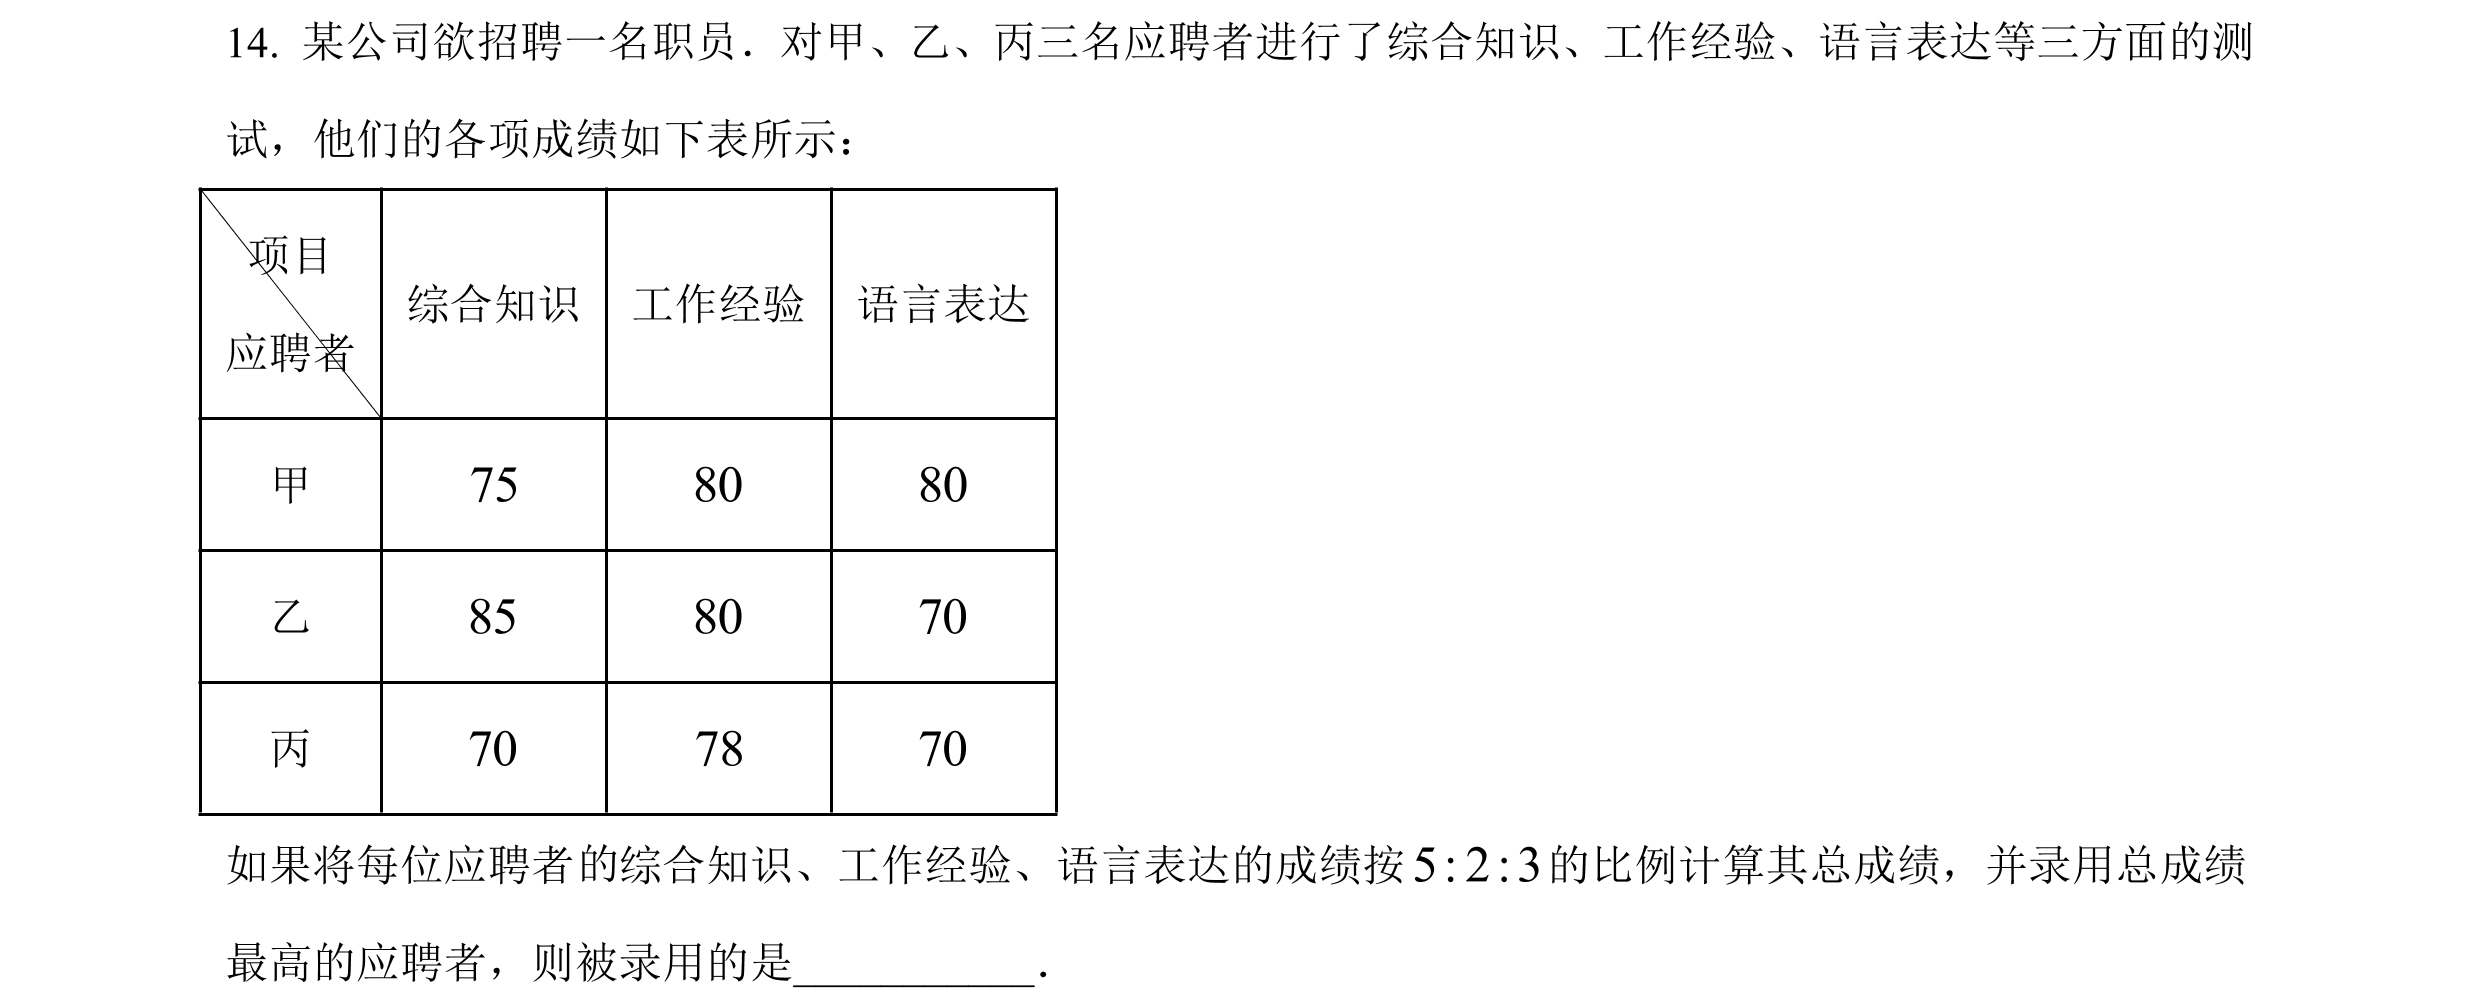 14. 某公司欲招聘一名职员．对甲、乙、丙三名应聘者进行了综合知识、工作经验、语言表达等三方面的测
试，他们的各项成绩如下表所示：
项目
应聘者
综合知识 工作经验 语言表达
甲 75 80 80
乙 85 80 70
丙 70 78 70
如果将每位应聘者的综合知识、工作经验、语言表达的成绩按5:2:3的比例计算其总成绩，并录用总成绩
最高的应聘者，则被录用的是___________．